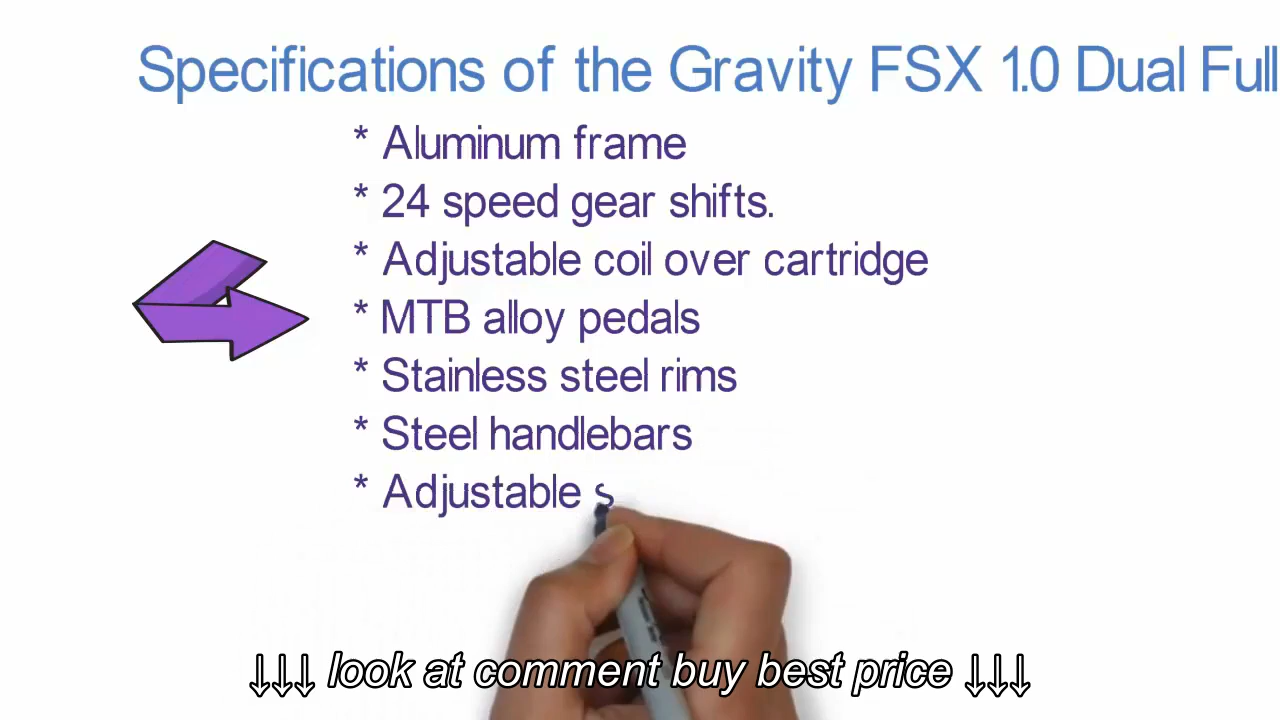 Specifications of the Gravity FSX 1.0 Dual Full
* Aluminum frame
* 24 speed gear shifts.
* Adjustable coil over cartridge
* MTB alloy pedals
* Stainless steel rims
* Steel handlebars
* Adjustable s
↓↓↓ look at comment buy best price ↓↓↓